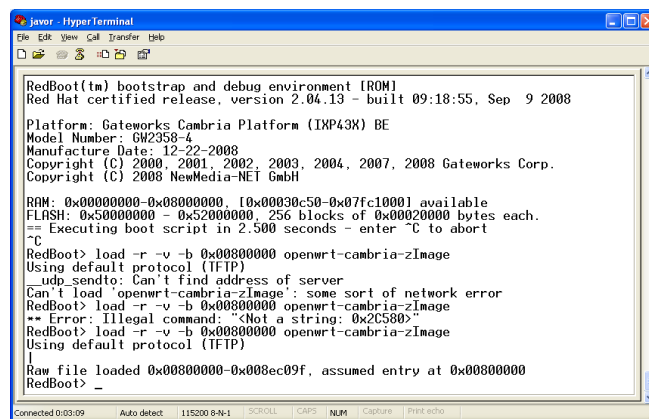 javor - HyperTerminal
File Edit View Call Transfer Help
RedBoot(tm) bootstrap and debug environment [ROM]
Red Hat certified release, version 2.04.13 - built 09:18:55, Sep  9 2008
Platform: Gateworks Cambria Platform (IXP43X) BE
Model Number: GW2358-4
Manufacture Date: 12-22-2008
Copyright (C) 2000, 2001, 2002, 2003, 2004, 2007, 2008 Gateworks Corp.
Copyright (C) 2008 NewMedia-NET GmbH
RAM: 0x00000000-0x08000000, [0x00030c50-0x07fc1000] available
FLASH: 0x50000000 - 0x52000000, 256 blocks of 0x00020000 bytes each.
== Executing boot script in 2.500 seconds - enter ^C to abort
^C
RedBoot> load -r -v -b 0x00800000 openwrt-cambria-zImage
Using default protocol (TFTP)
__udp_sendto: Can't find address of server
Can't load 'openwrt-cambria-zImage': some sort of network error
RedBoot> load -r -v -b 0x00800000 openwrt-cambria-zImage
** Error: Illegal command: "<Not a string: 0x2C580>"
RedBoot> load -r -v -b 0x00800000 openwrt-cambria-zImage
Using default protocol (TFTP)
|
Raw file loaded 0x00800000-0x008ec09f, assumed entry at 0x00800000
RedBoot> _
Connected 0:03:09 Auto detect 115200 8-N-1 SCROLL CAPS NUM Capture Print echo